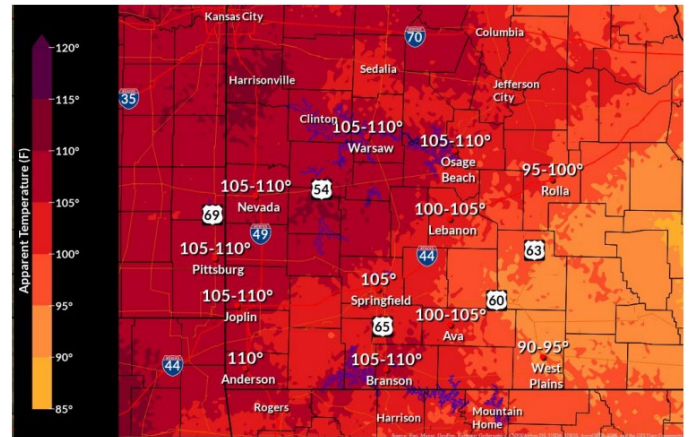 Apparent Temperature (F)
120°
115°
110°
105°
100°
95°
90°
85°
Kansas City
70
Columbia
Sedalia
Harrisonville
Jefferson
City
35
Clinton
105-110°
Warsaw
105-110°
Osage
Beach
95-100°
Rolla
105-110°
Nevada
54
69
49
100-105°
Lebanon
63
44
105-110°
Pittsburg
105°
Springfield
60
105-110°
Joplin
65
100-105°
Ava
44
110°
Anderson
105-110°
Branson
90-95°
West
Plains
Rogers
Harrison
Mountain
Home